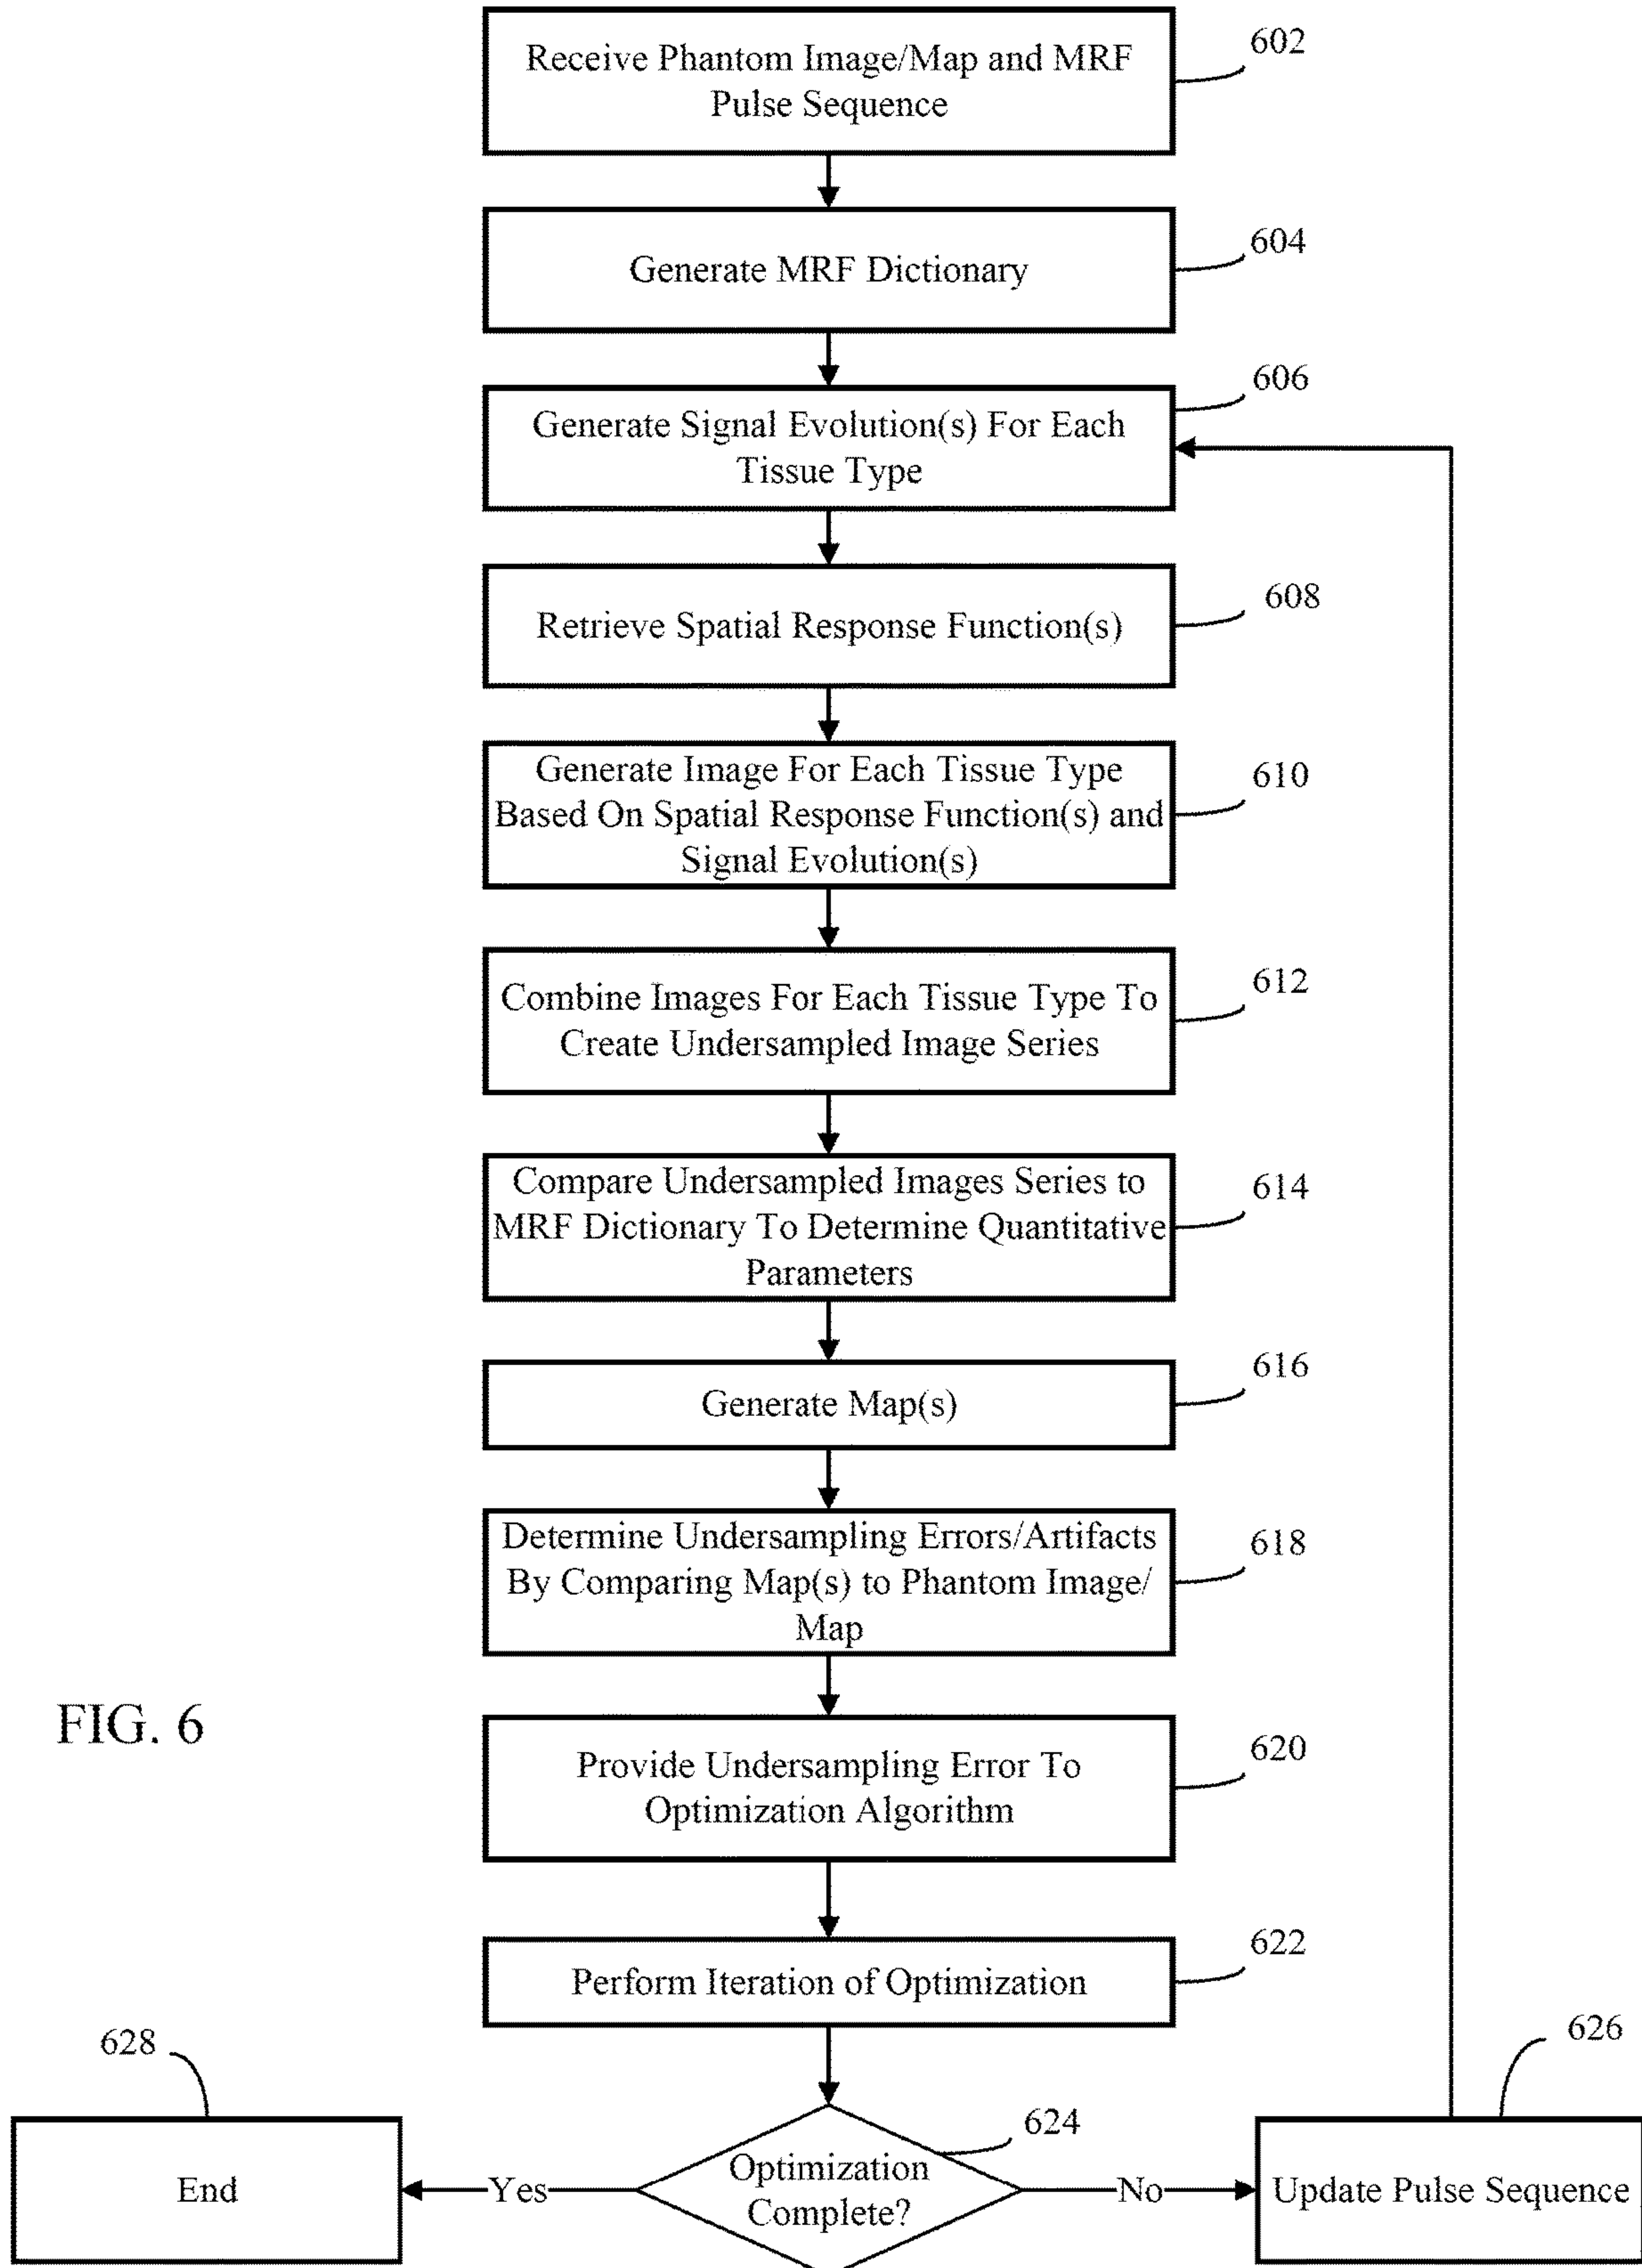 Receive Phantom Image/Map and MRF
Pulse Sequence
602
Generate MRF Dictionary
604
Generate Signal Evolution(s) For Each
Tissue Type
606
Retrieve Spatial Response Function(s)
608
Generate Image For Each Tissue Type
Based On Spatial Response Function(s) and
Signal Evolution(s)
610
Combine Images For Each Tissue Type To
Create Undersampled Image Series
612
Compare Undersampled Images Series to
MRF Dictionary To Determine Quantitative
Parameters
614
Generate Map(s)
616
Determine Undersampling Errors/Artifacts
By Comparing Map(s) to Phantom Image/
Map
618
FIG. 6
Provide Undersampling Error To
Optimization Algorithm
620
Perform Iteration of Optimization
622
Optimization
Complete?
624
Yes
End
628
No
Update Pulse Sequence
626